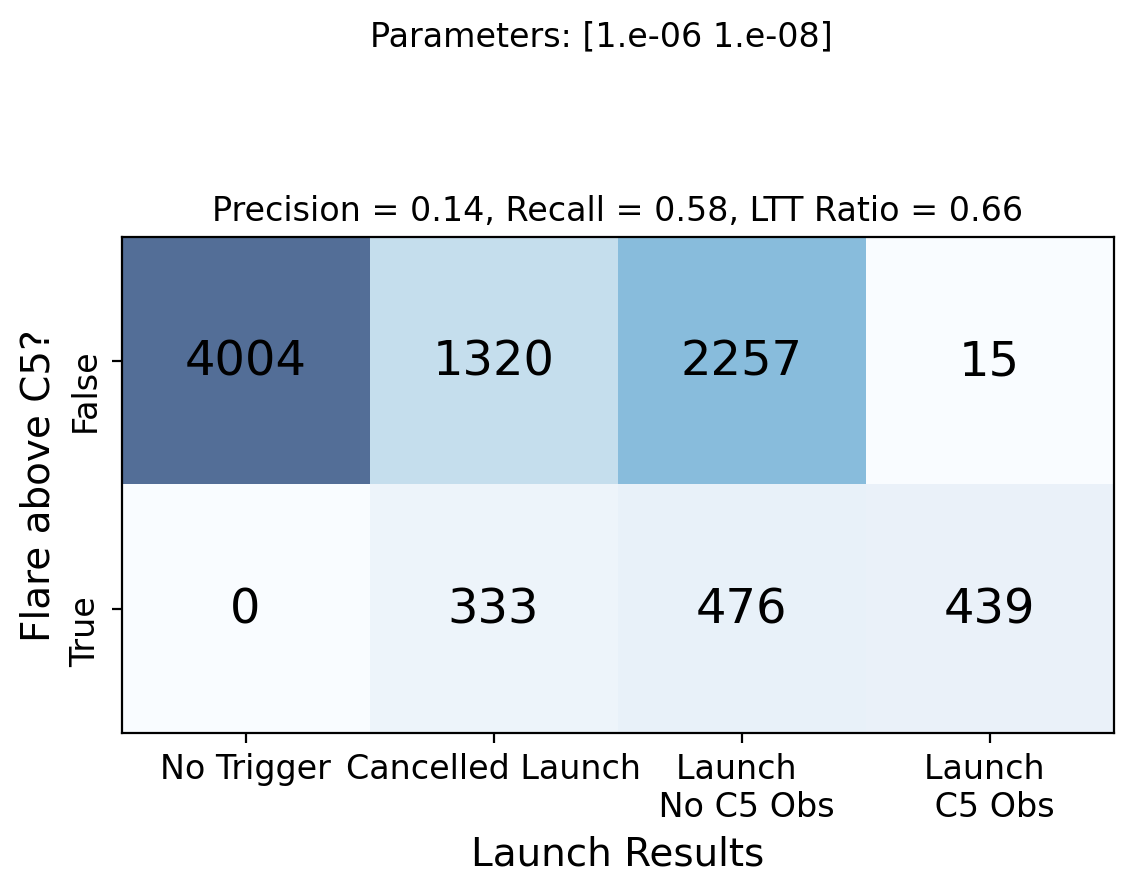 Parameters: [1.e-06 1.e-08]
Precision = 0.14, Recall = 0.58, LTT Ratio = 0.66
Flare above C5?
False
4004 1320 2257 15
True
0 333 476 439
No Trigger Cancelled Launch Launch Launch
No C5 Obs C5 Obs
Launch Results